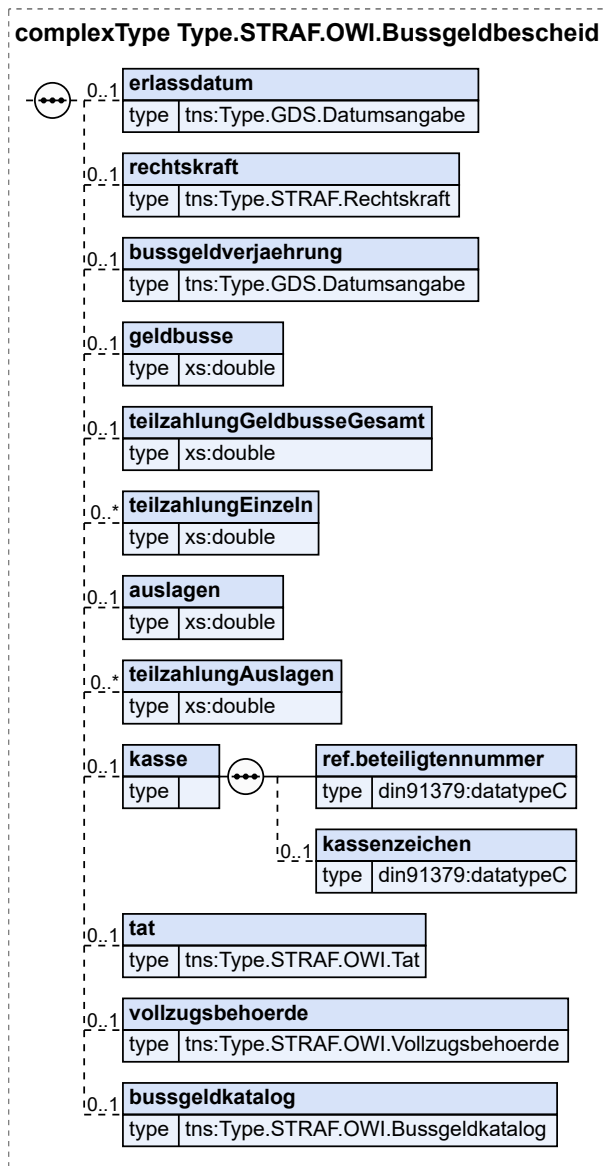 complexType Type.STRAF.OWI.Bussgeldbescheid
0..1
erlassdatum
type tns:Type.GDS.Datumsangabe
0..1
rechtskraft
type tns:Type.STRAF.Rechtskraft
0..1
bussgeldverjaehrung
type tns:Type.GDS.Datumsangabe
0..1
geldbusse
type xs:double
0..1
teilzahlungGeldbusseGesamt
type xs:double
0..*
teilzahlungEinzeln
type xs:double
0..1
auslagen
type xs:double
0..*
teilzahlungAuslagen
type xs:double
0..1
kasse
type
ref.beteiligtennummer
type din91379:datatypeC
0..1
kassenzeichen
type din91379:datatypeC
0..1
tat
type tns:Type.STRAF.OWI.Tat
0..1
vollzugsbehoerde
type tns:Type.STRAF.OWI.Vollzugsbehoerde
0..1
bussgeldkatalog
type tns:Type.STRAF.OWI.Bussgeldkatalog